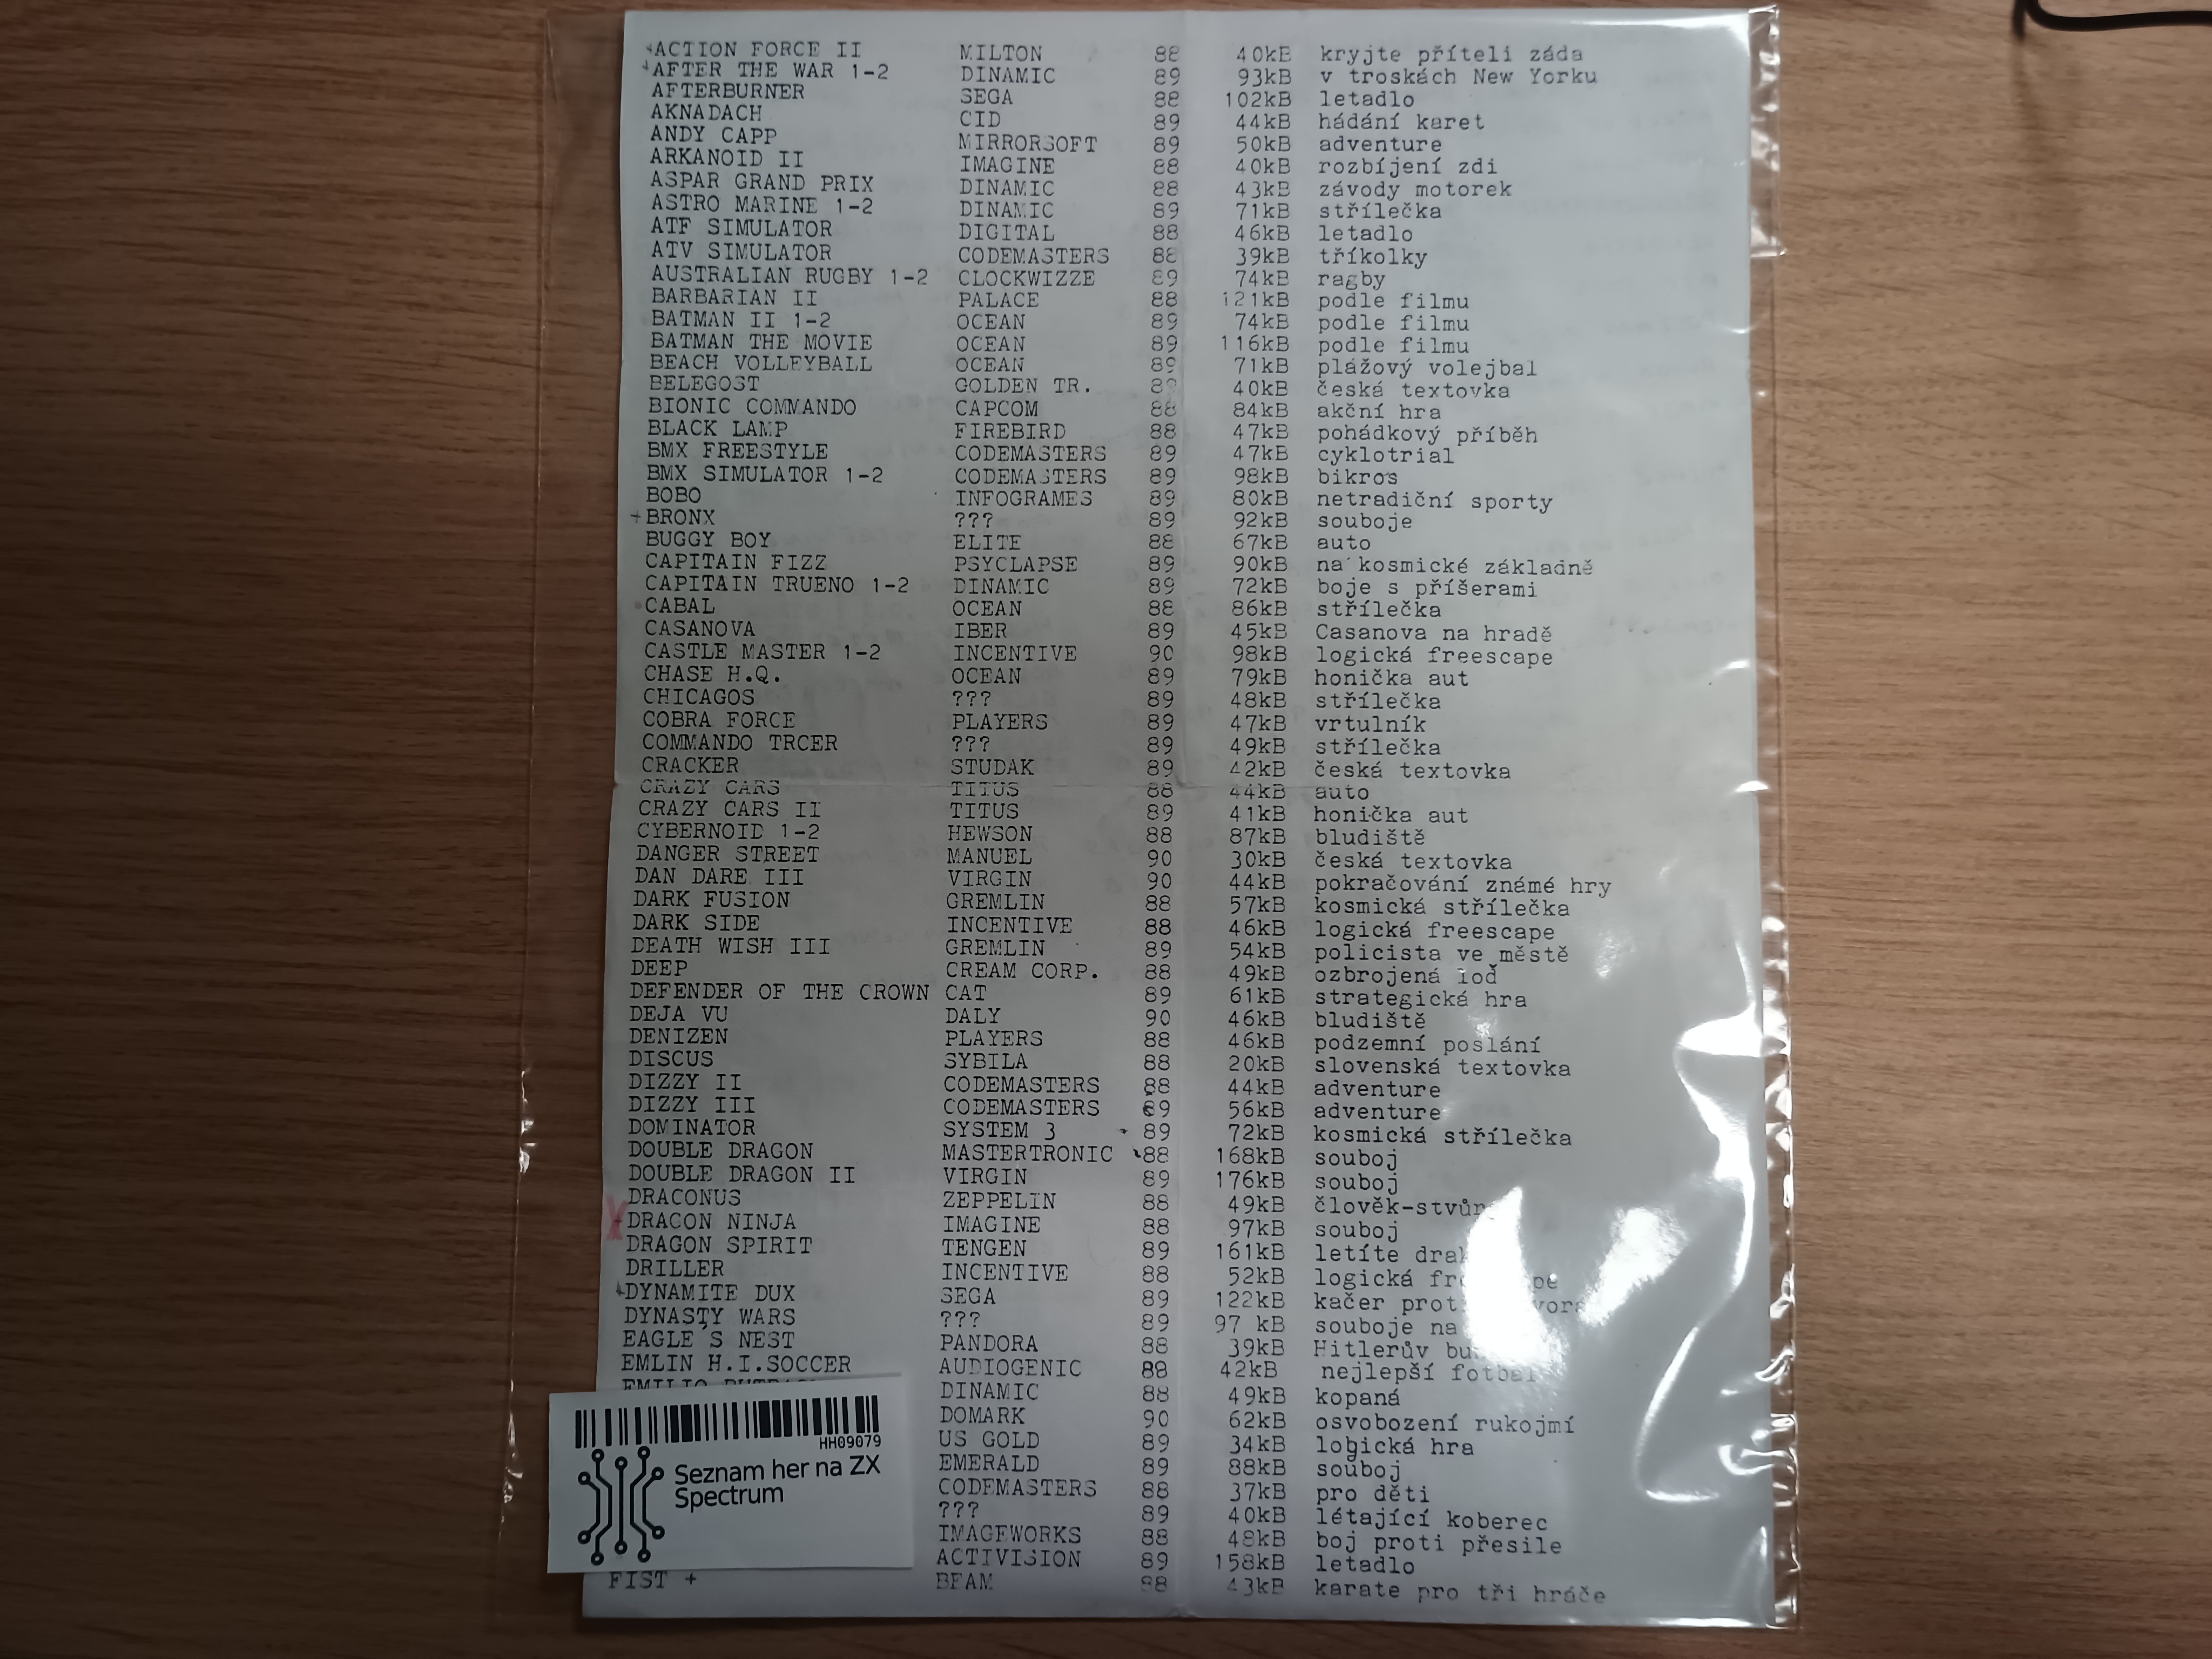 ACTION FORCE II MILTON 88 40kB kryjte příteli záda
AFTER THE WAR 1-2 DINAMIC 89 93kB v troskách New Yorku
AFTERBURNER SEGA 88 102kB letadlo
AKNADACH CID 89 44kB hádání karet
ANDY CAPP MIRRORSOFT 89 50kB adventure
ARKANOID II IMAGINE 88 40kB rozbíjení zdi
ASPAR GRAND PRIX DINAMIC 88 43kB závody motorek
ASTRO MARINE 1-2 DINAMIC 89 71kB střílečka
ATF SIMULATOR DIGITAL 88 46kB letadlo
ATV SIMULATOR CODEMASTERS 88 39kB tříkolky
AUSTRALIAN RUGBY 1-2 CLOCKWIZZE 89 74kB ragby
BARBARIAN II PALACE 88 121kB podle filmu
BATMAN II 1-2 OCEAN 89 74kB podle filmu
BATMAN THE MOVIE OCEAN 89 116kB podle filmu
BEACH VOLLEYBALL OCEAN 89 71kB plážový volejbal
BELEGOST GOLDEN TR. 89 40kB česká textovka
BIONIC COMMANDO CAPCOM 88 84kB akční hra
BLACK LAMP FIREBIRD 88 47kB pohádkový příběh
BMX FREESTYLE CODEMASTERS 89 47kB cyklotrial
BMX SIMULATOR 1-2 CODEMASTERS 89 98kB bikros
BOBO INFOGRAMES 89 80kB netradiční sporty
+BRONX ??? 89 92kB souboje
BUGGY BOY ELITE 88 67kB auto
CAPITAIN FIZZ PSYCLAPSE 89 90kB na kosmické základně
CAPITAIN TRUENO 1-2 DINAMIC 89 72kB boje s příšerami
CABAL OCEAN 88 86kB střílečka
CASANOVA IBER 89 45kB Casanova na hradě
CASTLE MASTER 1-2 INCENTIVE 90 98kB logická freescape
CHASE H.Q. OCEAN 89 79kB honička aut
CHICAGOS ??? 89 48kB střílečka
COBRA FORCE PLAYERS 89 47kB vrtulník
COMMANDO TRCER ??? 89 49kB střílečka
CRACKER STUDAK 89 42kB česká textovka
CRAZY CARS TITUS 88 44kB auto
CRAZY CARS II TITUS 89 41kB honička aut
CYBERNOID 1-2 HEWSON 88 87kB bludiště
DANGER STREET MANUEL 90 30kB česká textovka
DAN DARE III VIRGIN 90 44kB pokračování známé hry
DARK FUSION GREMLIN 88 57kB kosmická střílečka
DARK SIDE INCENTIVE 88 46kB logická freescape
DEATH WISH III GREMLIN 89 54kB policista ve městě
DEEP CREAM CORP. 88 49kB ozbrojená loď
DEFENDER OF THE CROWN CAT 89 61kB strategická hra
DEJA VU DALY 90 46kB bludiště
DENIZEN PLAYERS 88 46kB podzemní poslání
DISCUS SYBILA 88 20kB slovenská textovka
DIZZY II CODEMASTERS 88 44kB adventure
DIZZY III CODEMASTERS 89 56kB adventure
DOMINATOR SYSTEM 3 89 72kB kosmická střílečka
DOUBLE DRAGON MASTERTRONIC 88 168kB souboj
DOUBLE DRAGON II VIRGIN 89 176kB souboj
DRACONUS ZEPPELIN 88 49kB
DRACON NINJA IMAGINE 88 97kB souboj
DRAGON SPIRIT TENGEN 89 161kB letíte
DRILLER INCENTIVE 88 52kB logická
DYNAMITE DUX SEGA 89 122kB kačer
DYNASTY WARS ??? 89 97 kB souboje na
EAGLE´S NEST PANDORA 88 39kB Hitlerův
EMLIN H.I.SOCCER AUDIOGENIC 88 42kB nejlepší
DINAMIC 88 49kB kopaná
DOMARK 90 62kB osvobození rukojmí
US GOLD 89 34kB logická hra
EMERALD 89 88kB souboj
CODEMASTERS 88 37kB pro děti
??? 89 40kB létající koberec
IMAGEWORKS 88 48kB boj proti přesile
ACTIVISION 89 158kB letadlo
FIST + BEAM 88 43kB karate pro tři hráče
HH09079
Seznam her na ZX
Spectrum